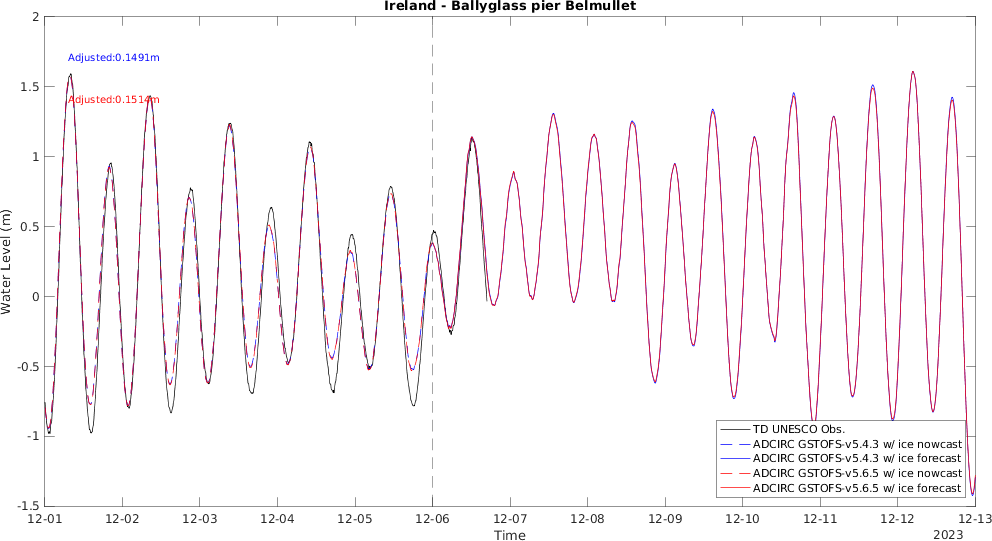 Ireland - Ballyglass pier Belmullet
Adjusted:0.1491m
Adjusted:0.1514m
Water Level (m)
2
1.5
1
0.5
0
-0.5
-1
-1.5
TD UNESCO Obs.
ADCIRC GSTOFS-v5.4.3 w/ ice nowcast
ADCIRC GSTOFS-v5.4.3 w/ ice forecast
ADCIRC GSTOFS-v5.6.5 w/ ice nowcast
ADCIRC GSTOFS-v5.6.5 w/ ice forecast
12-01 12-02 12-03 12-04 12-05 12-06 12-07 12-08 12-09 12-10 12-11 12-12 12-13
Time
2023